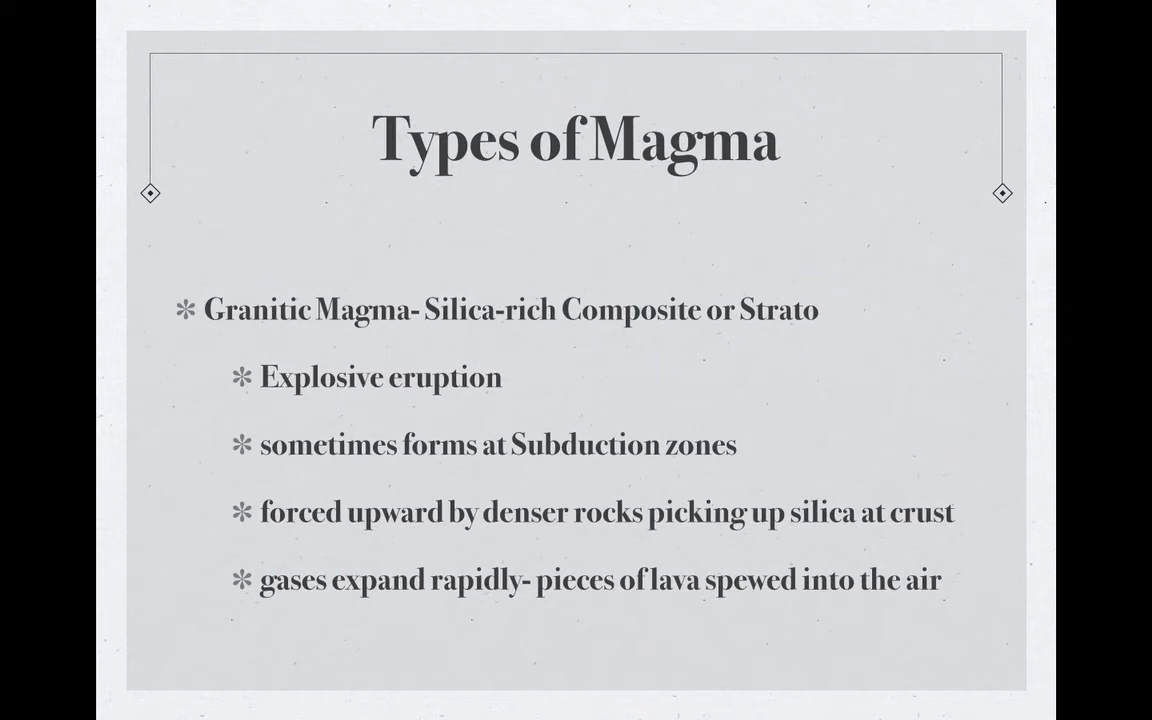 Types of Magma
✻ Granitic Magma- Silica-rich Composite or Strato
✻ Explosive eruption
✻ sometimes forms at Subduction zones
✻ forced upward by denser rocks picking up silica at crust
✻ gases expand rapidly- pieces of lava spewed into the air